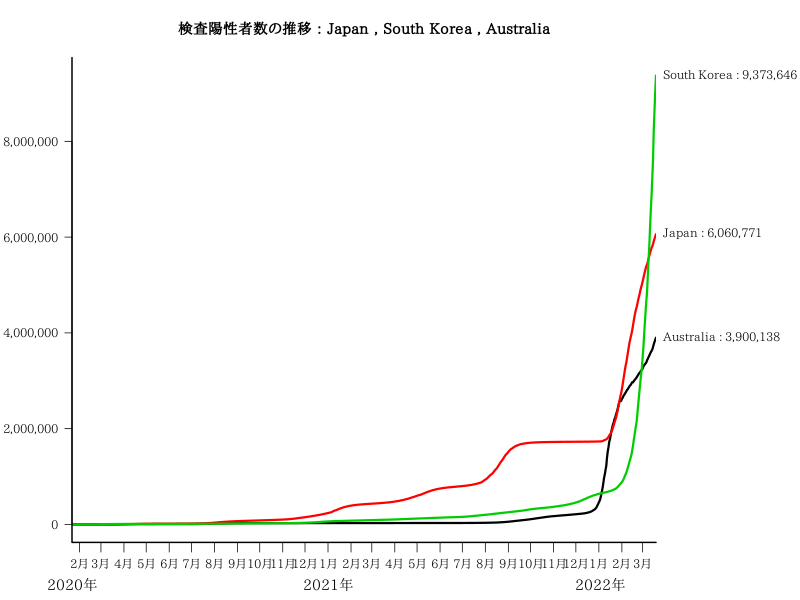 検査陽性者数の推移 : Japan , South Korea , Australia
South Korea : 9,373,646
8,000,000
6,000,000
Japan : 6,060,771
4,000,000
Australia : 3,900,138
2,000,000
0
2月 3月 4月 5月 6月 7月 8月 9月 10月 11月 12月 1月 2月 3月 4月 5月 6月 7月 8月 9月 10月 11月 12月 1月 2月 3月
2020年 2021年 2022年